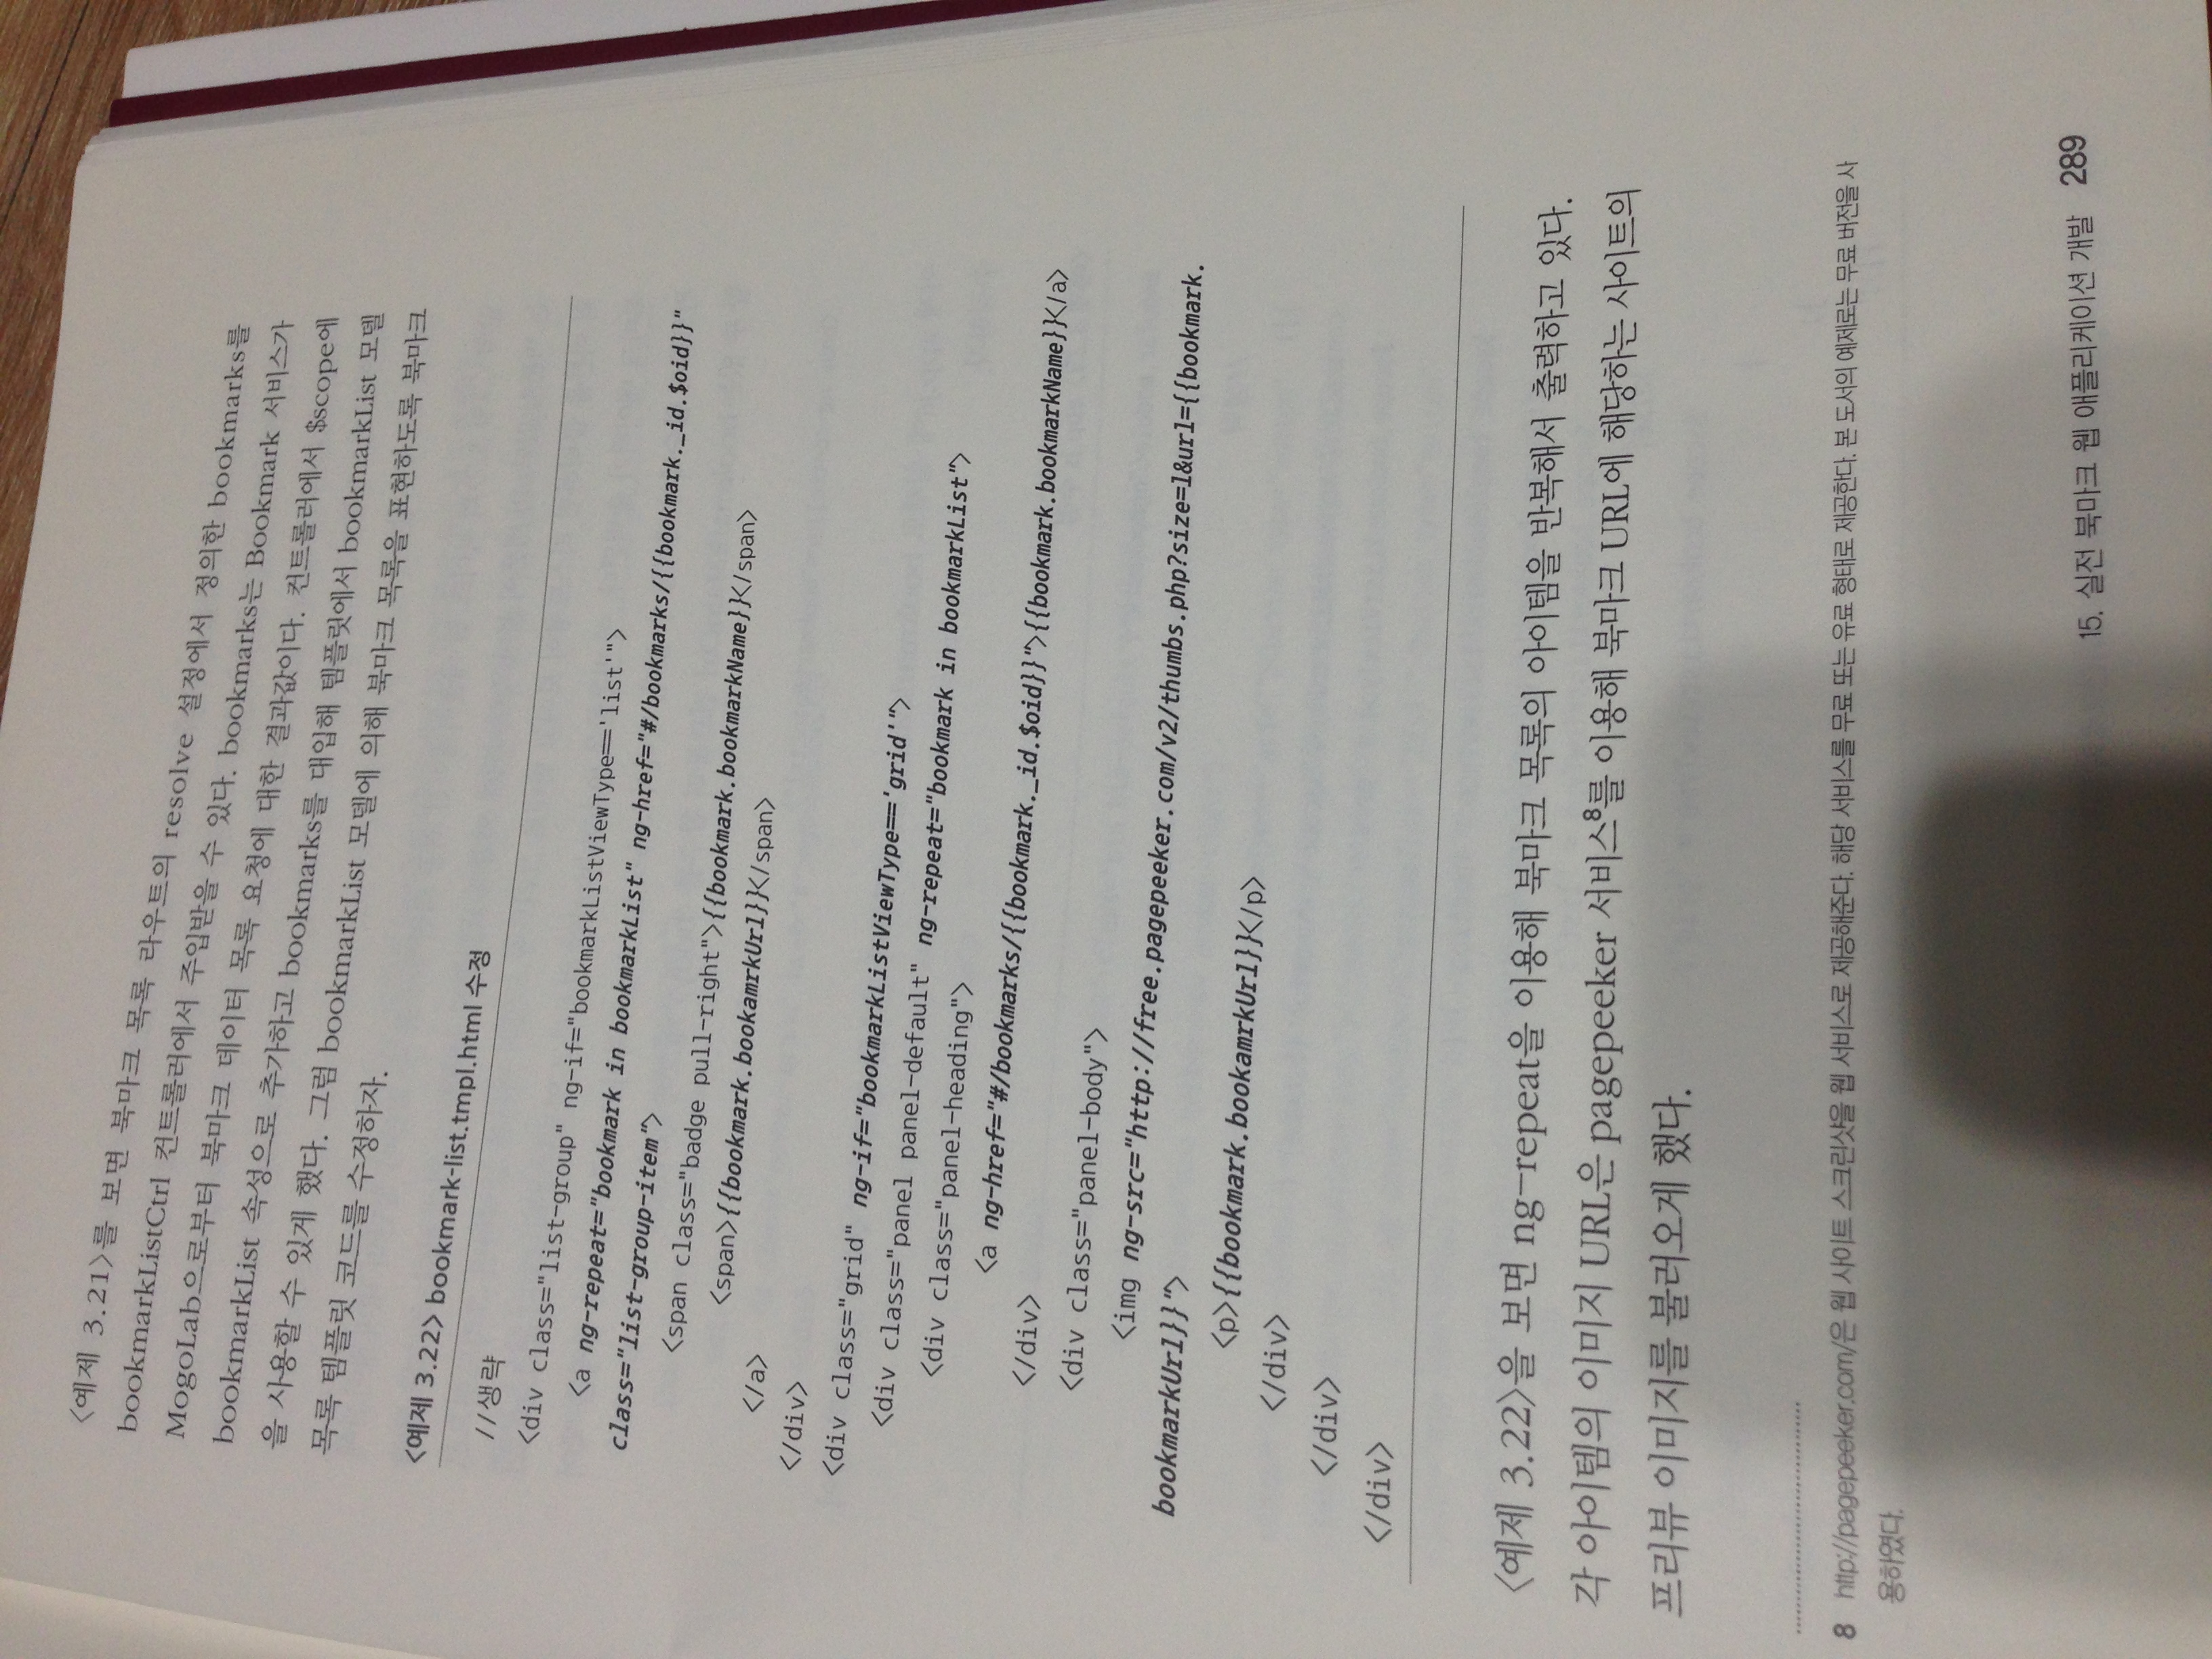 〈예제 3.21〉를 보면 북마크 목록 라우트의 resolve 설정에서 정의한 bookmarks를
bookmarkListCtrl 컨트롤러에서 주입받을 수 있다. bookmarks는 Bookmark 서비스가
MogoLab으로부터 북마크 데이터 목록 요청에 대한 결과값이다. 컨트롤러에서 $scope에
bookmarkList 속성으로 추가하고 bookmarks를 대입해 템플릿에서 bookmarkList 모델
을 사용할 수 있게 했다. 그럼 bookmarkList 모델에 의해 북마크 목록을 표현하도록 북마크
목록 템플릿 코드를 수정하자.
〈예제 3.22〉 bookmark-list.tmpl.html 수정
//생략
<div class="list-group" ng-if="bookmarkListViewType=='list'">
<a ng-repeat="bookmark in bookmarkList" ng-href="#/bookmarks/{{bookmark._id.$oid}}"
class="list-group-item">
<span class="badge pull-right">{{bookmark.bookmarkName}}</span>
<span>{{bookmark.bookamrkUrl}}</span>
</a>
</div>
<div class="grid" ng-if="bookmarkListViewType=='grid'">
<div class="panel panel-default" ng-repeat="bookmark in bookmarkList">
<div class="panel-heading">
<a ng-href="#/bookmarks/{{bookmark._id.$oid}}">{{bookmark.bookmarkName}}</a>
</div>
<div class="panel-body">
<img ng-src="http://free.pagepeeker.com/v2/thumbs.php?size=l&url={{bookmark.
bookmarkUrl}}">
<p>{{bookmark.bookamrkUrl}}</p>
</div>
</div>
</div>
〈예제 3.22〉을 보면 ng-repeat을 이용해 북마크 목록의 아이템을 반복해서 출력하고 있다.
각 아이템의 이미지 URL은 pagepeeker 서비스8를 이용해 북마크 URL에 해당하는 사이트의
프리뷰 이미지를 불러오게 했다.
8 http://pagepeeker.com/은 웹 사이트 스크린샷을 웹 서비스로 제공해준다. 해당 서비스를 무료 또는 유료 형태로 제공한다. 본 도서의 예제로는 무료 버전을 사
용하였다.
15. 실전 북마크 웹 애플리케이션 개발 289